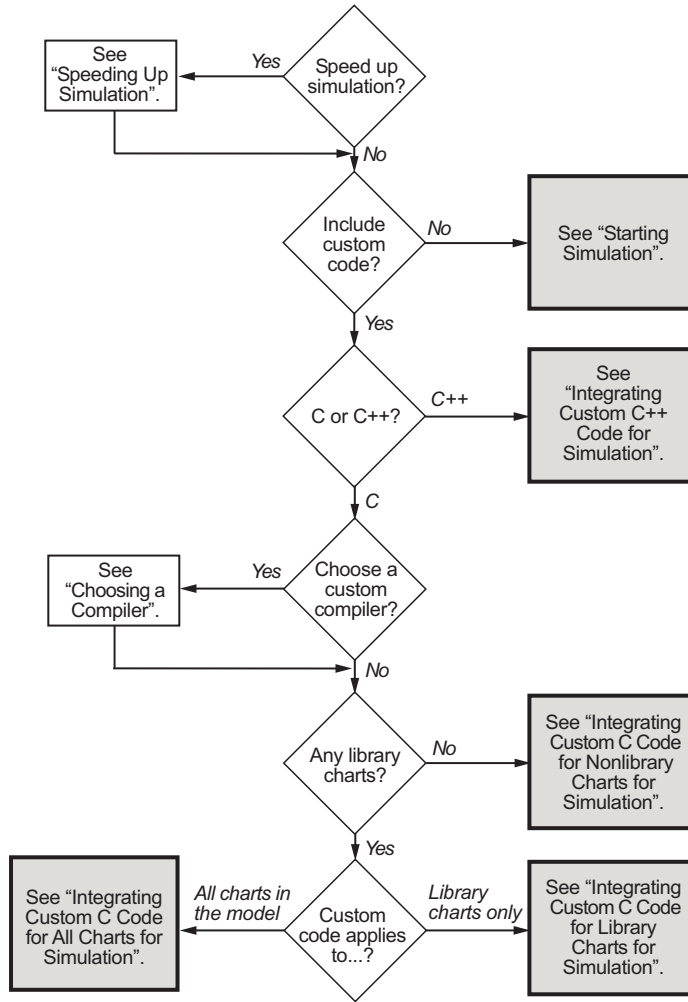 See
“Speeding Up
Simulation”.
Yes
Speed up
simulation?
No
Include
custom
code?
No
See “Starting
Simulation”.
Yes
C or C++?
C++
See
“Integrating
Custom C++
Code for
Simulation”.
C
See
“Choosing a
Compiler”.
Yes
Choose a
custom
compiler?
No
Any library
charts?
No
See “Integrating
Custom C Code
for Nonlibrary
Charts for
Simulation”.
Yes
See “Integrating
Custom C Code
for All Charts for
Simulation”.
All charts in
the model
Custom
code applies
to...?
Library
charts only
See “Integrating
Custom C Code
for Library
Charts for
Simulation”.